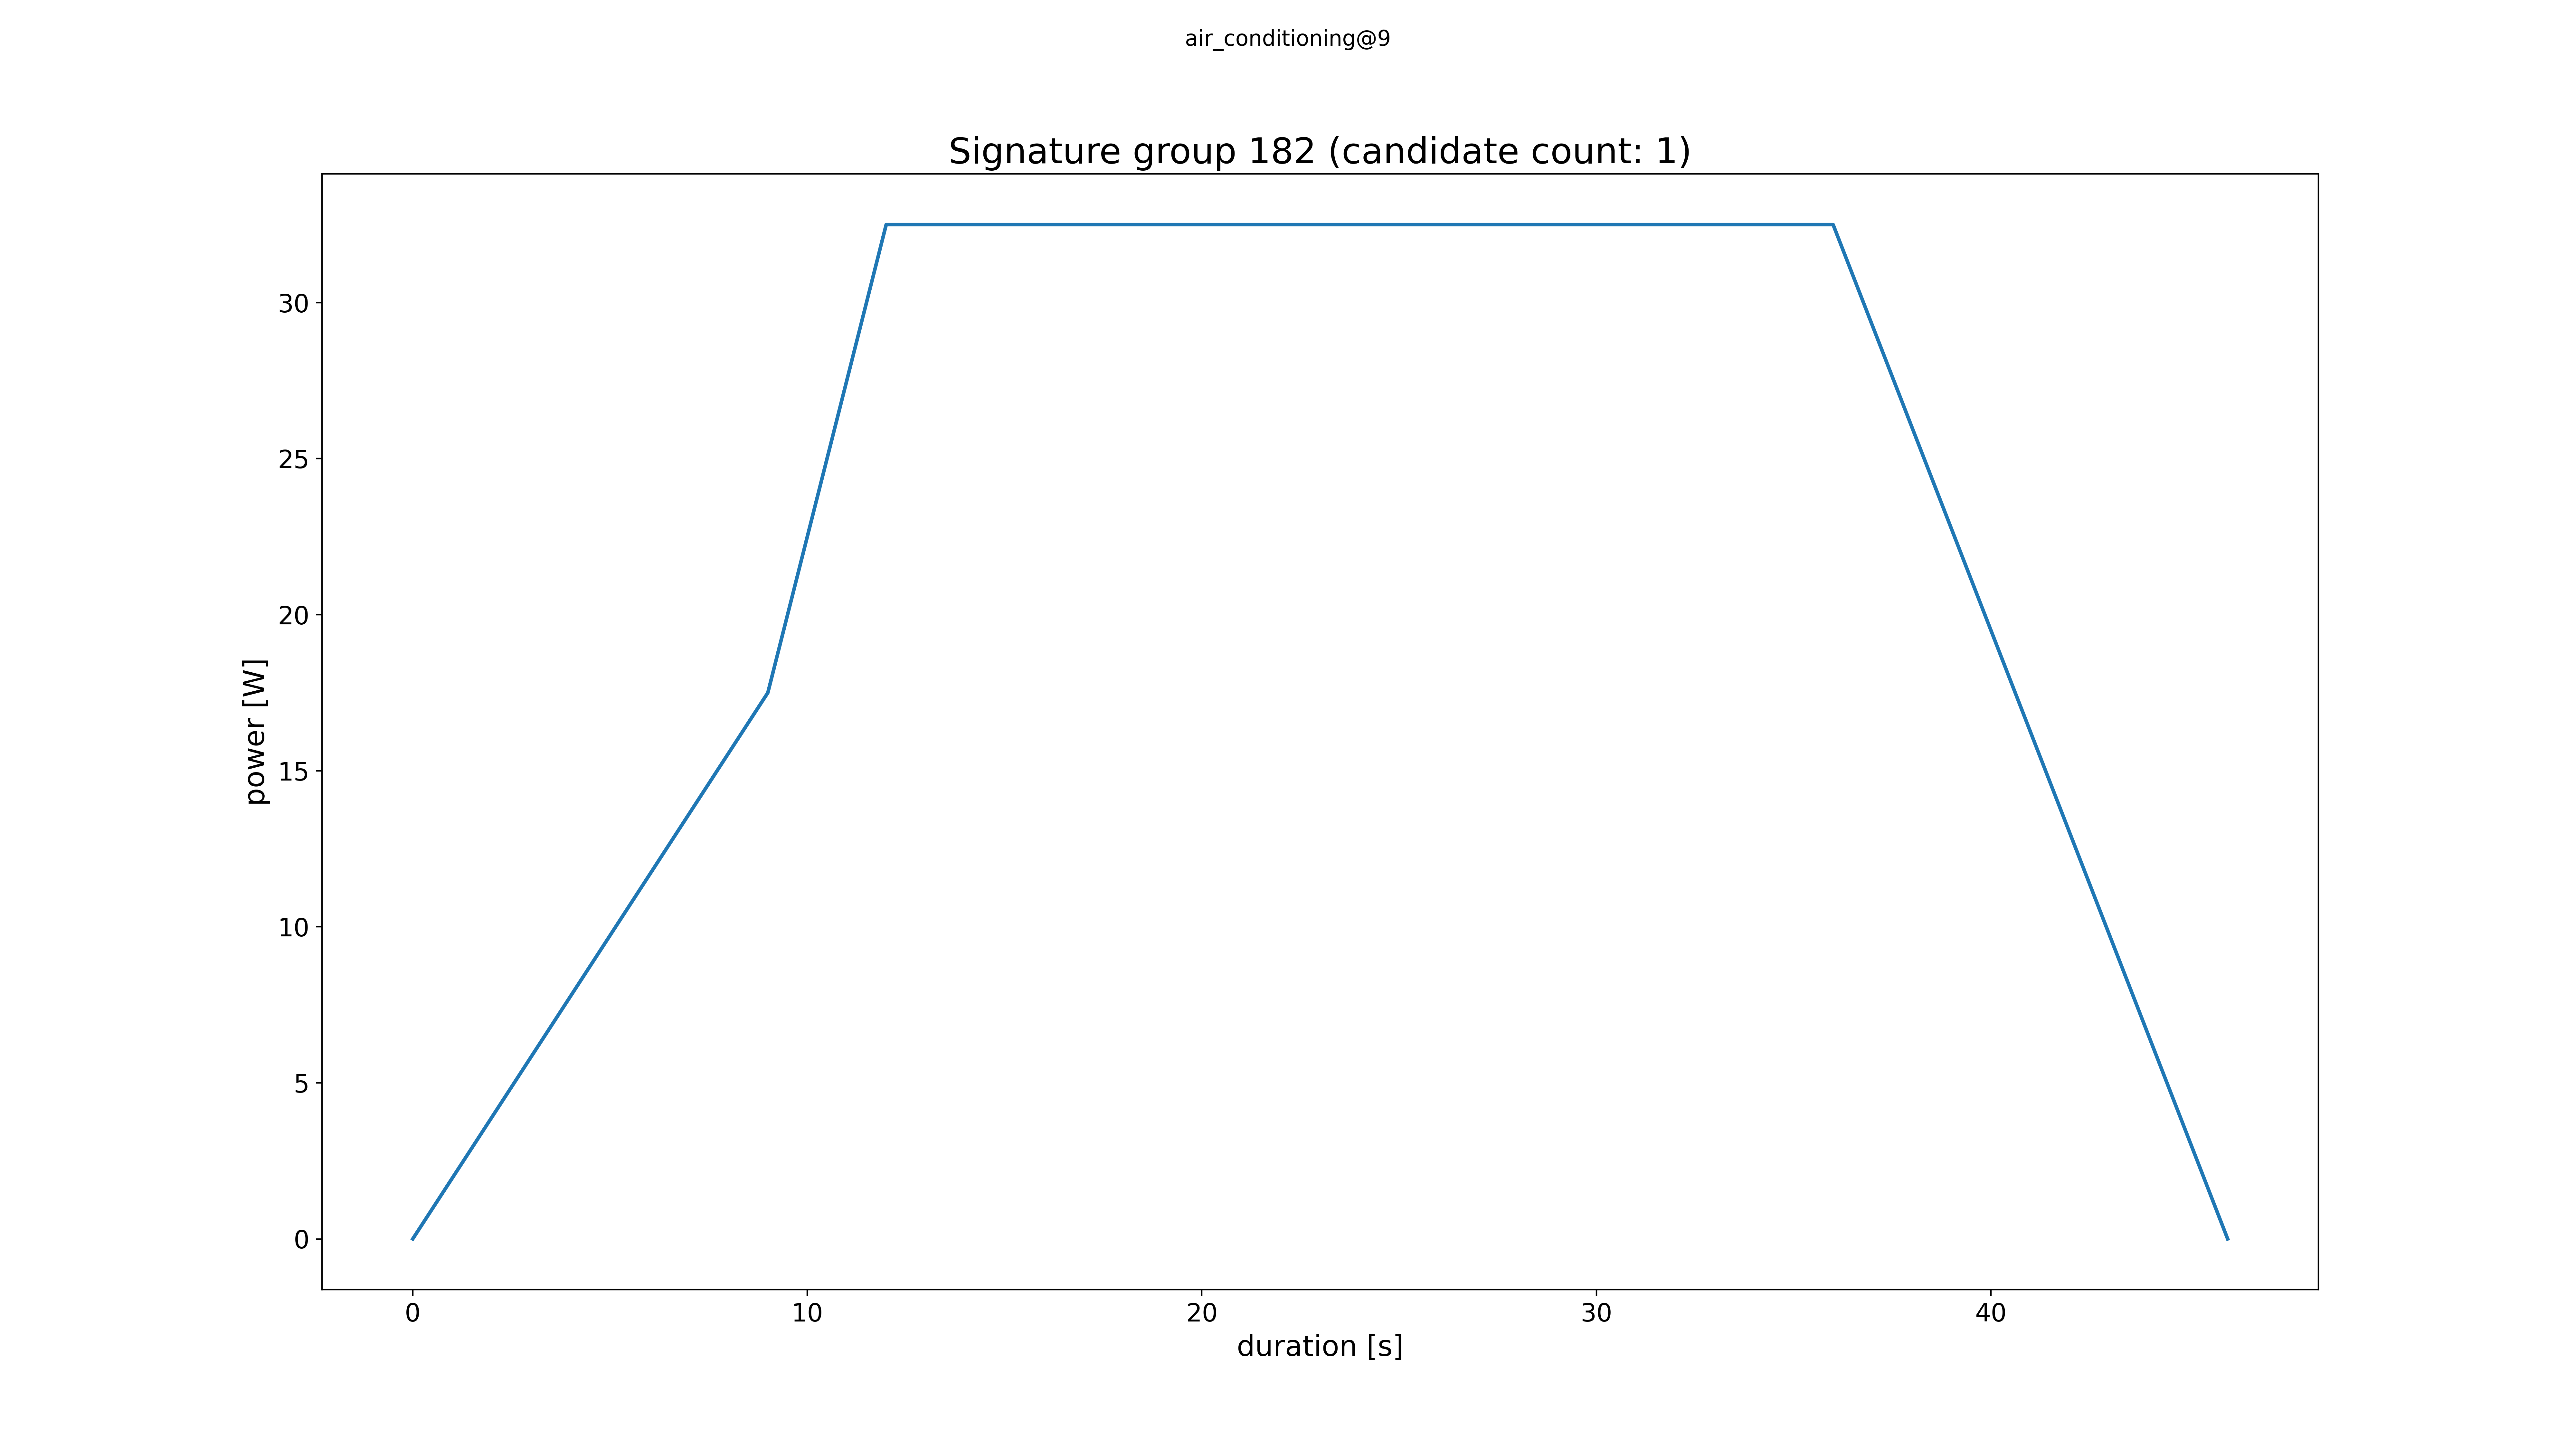 air_conditioning@9
Signature group 182 (candidate count: 1)
power [W]
30
25
20
15
10
5
0
0 10 20 30 40
duration [s]